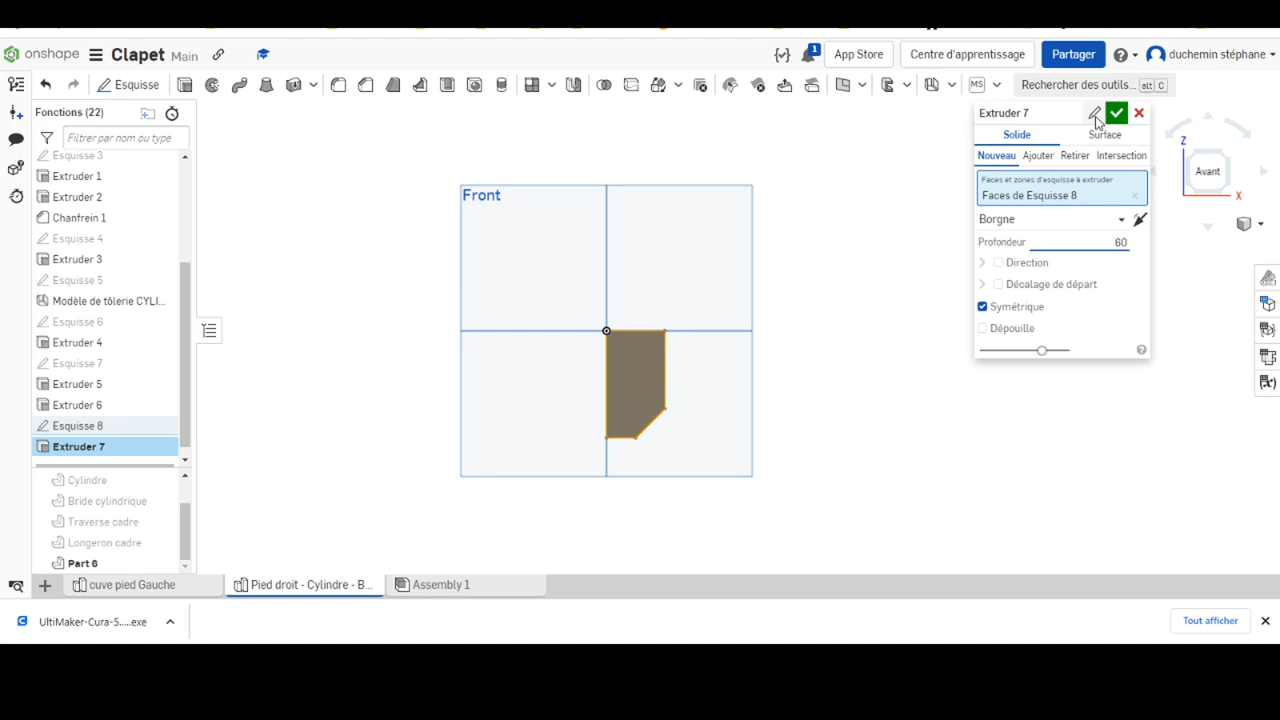 onshape Clapet Main
1 App Store Centre d'apprentissage Partager duchemin stéphane
Esquisse MS Rechercher des outils... alt C
Fonctions (22)
Filtrer par nom ou type
Esquisse 3
Extruder 1
Extruder 2
Chanfrein 1
Esquisse 4
Extruder 3
Esquisse 5
Modèle de tôlerie CYLI...
Esquisse 6
Extruder 4
Esquisse 7
Extruder 5
Extruder 6
Esquisse 8
Extruder 7
Cylindre
Bride cylindrique
Traverse cadre
Longeron cadre
Part 6
Front
Extruder 7
Solide Surface
Nouveau Ajouter Retirer Intersection
Faces et zones d'esquisse à extruder
Faces de Esquisse 8
Borgne
Profondeur 60
Direction
Décalage de départ
Symétrique
Dépouille
Z
Avant
X
cuve pied Gauche Pied droit - Cylindre - B... Assembly 1
UltiMaker-Cura-5.....exe Tout afficher